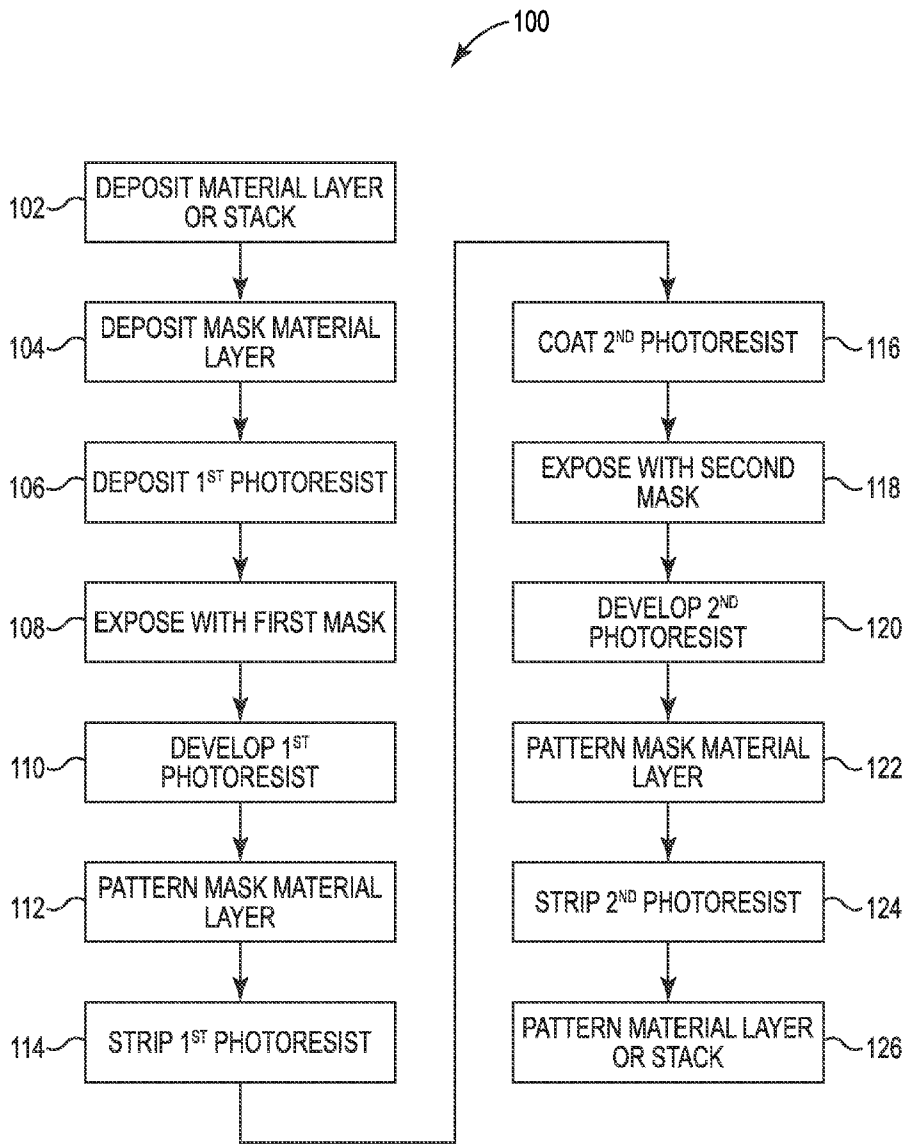 100
102
DEPOSIT MATERIAL LAYER
OR STACK
104
DEPOSIT MASK MATERIAL
LAYER
106
DEPOSIT 1ST PHOTORESIST
108
EXPOSE WITH FIRST MASK
110
DEVELOP 1ST
PHOTORESIST
112
PATTERN MASK MATERIAL
LAYER
114
STRIP 1ST PHOTORESIST
COAT 2ND PHOTORESIST
116
EXPOSE WITH SECOND
MASK
118
DEVELOP 2ND
PHOTORESIST
120
PATTERN MASK MATERIAL
LAYER
122
STRIP 2ND PHOTORESIST
124
PATTERN MATERIAL LAYER
OR STACK
126